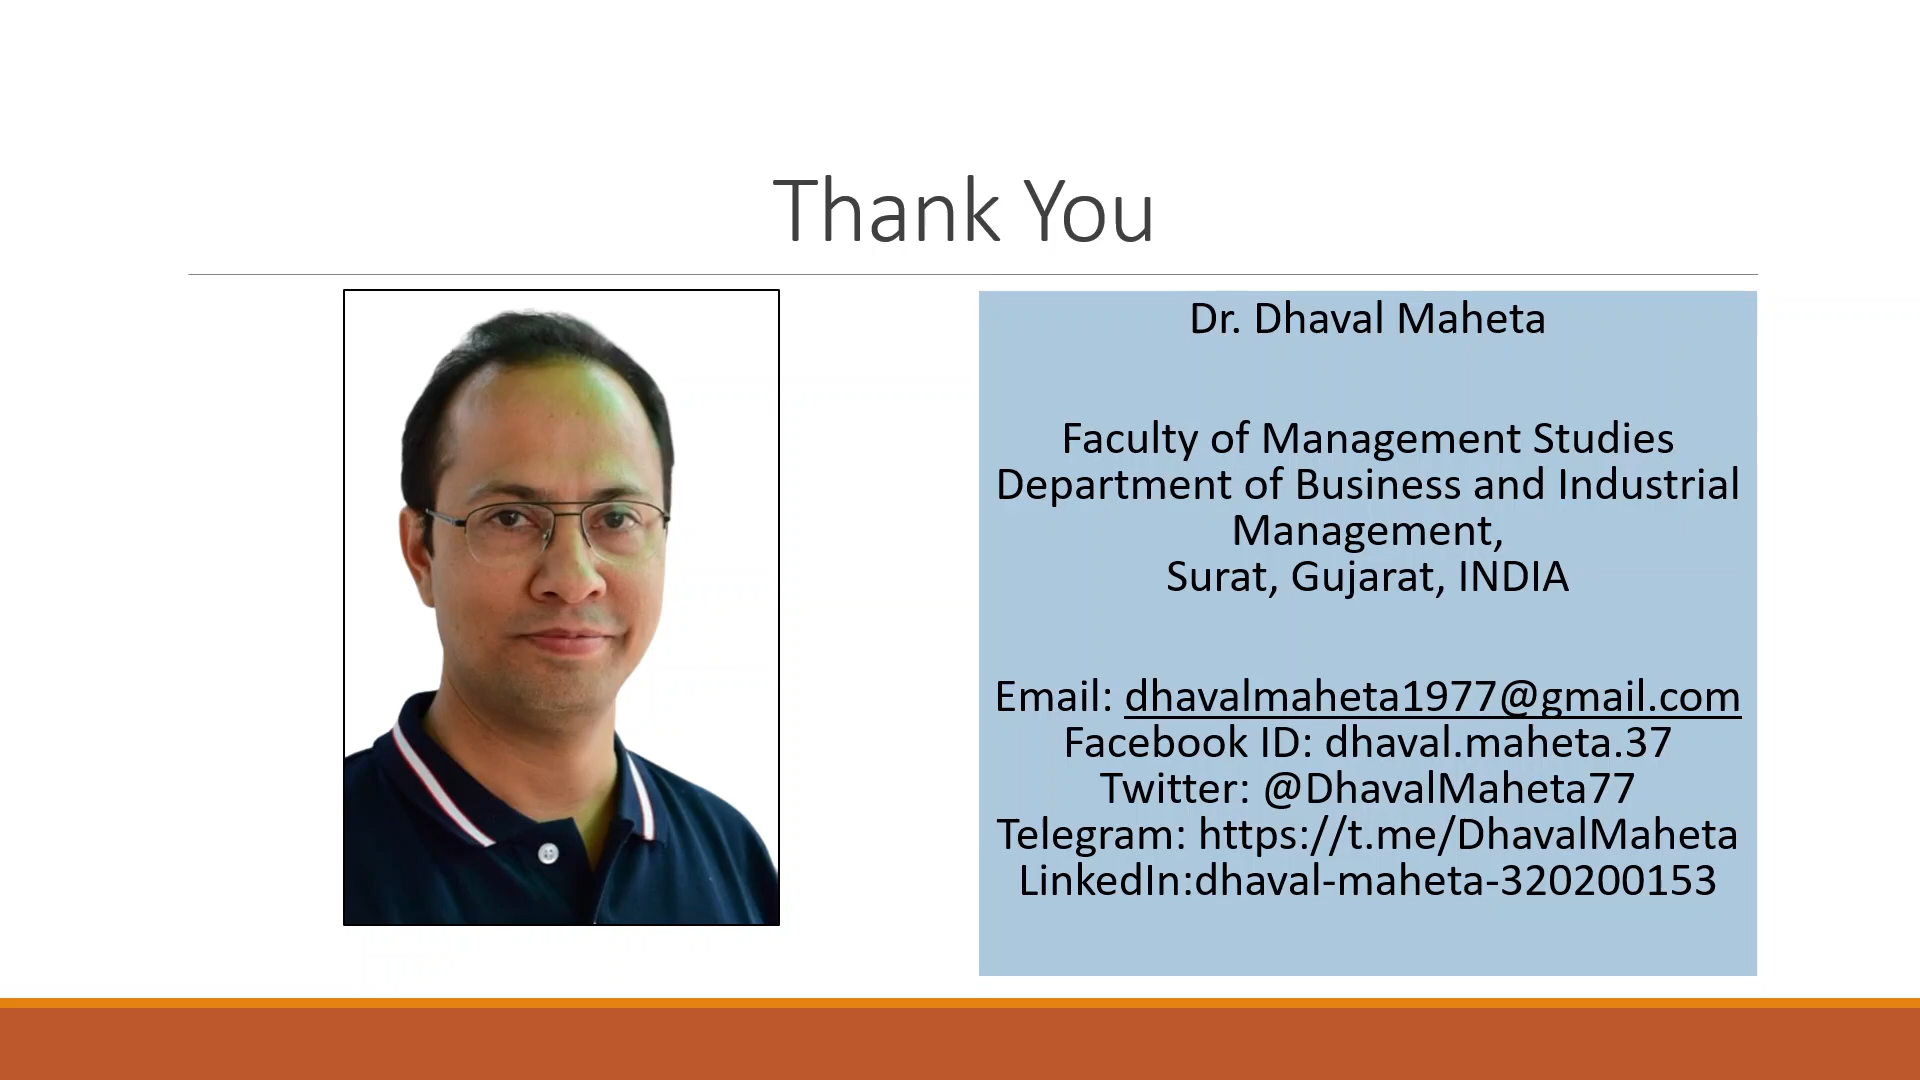 Thank You
Dr. Dhaval Maheta
Faculty of Management Studies
Department of Business and Industrial
Management,
Surat, Gujarat, INDIA
Email: dhavalmaheta1977@gmail.com
Facebook ID: dhaval.maheta.37
Twitter: @DhavalMaheta77
Telegram: https://t.me/DhavalMaheta
LinkedIn:dhaval-maheta-320200153